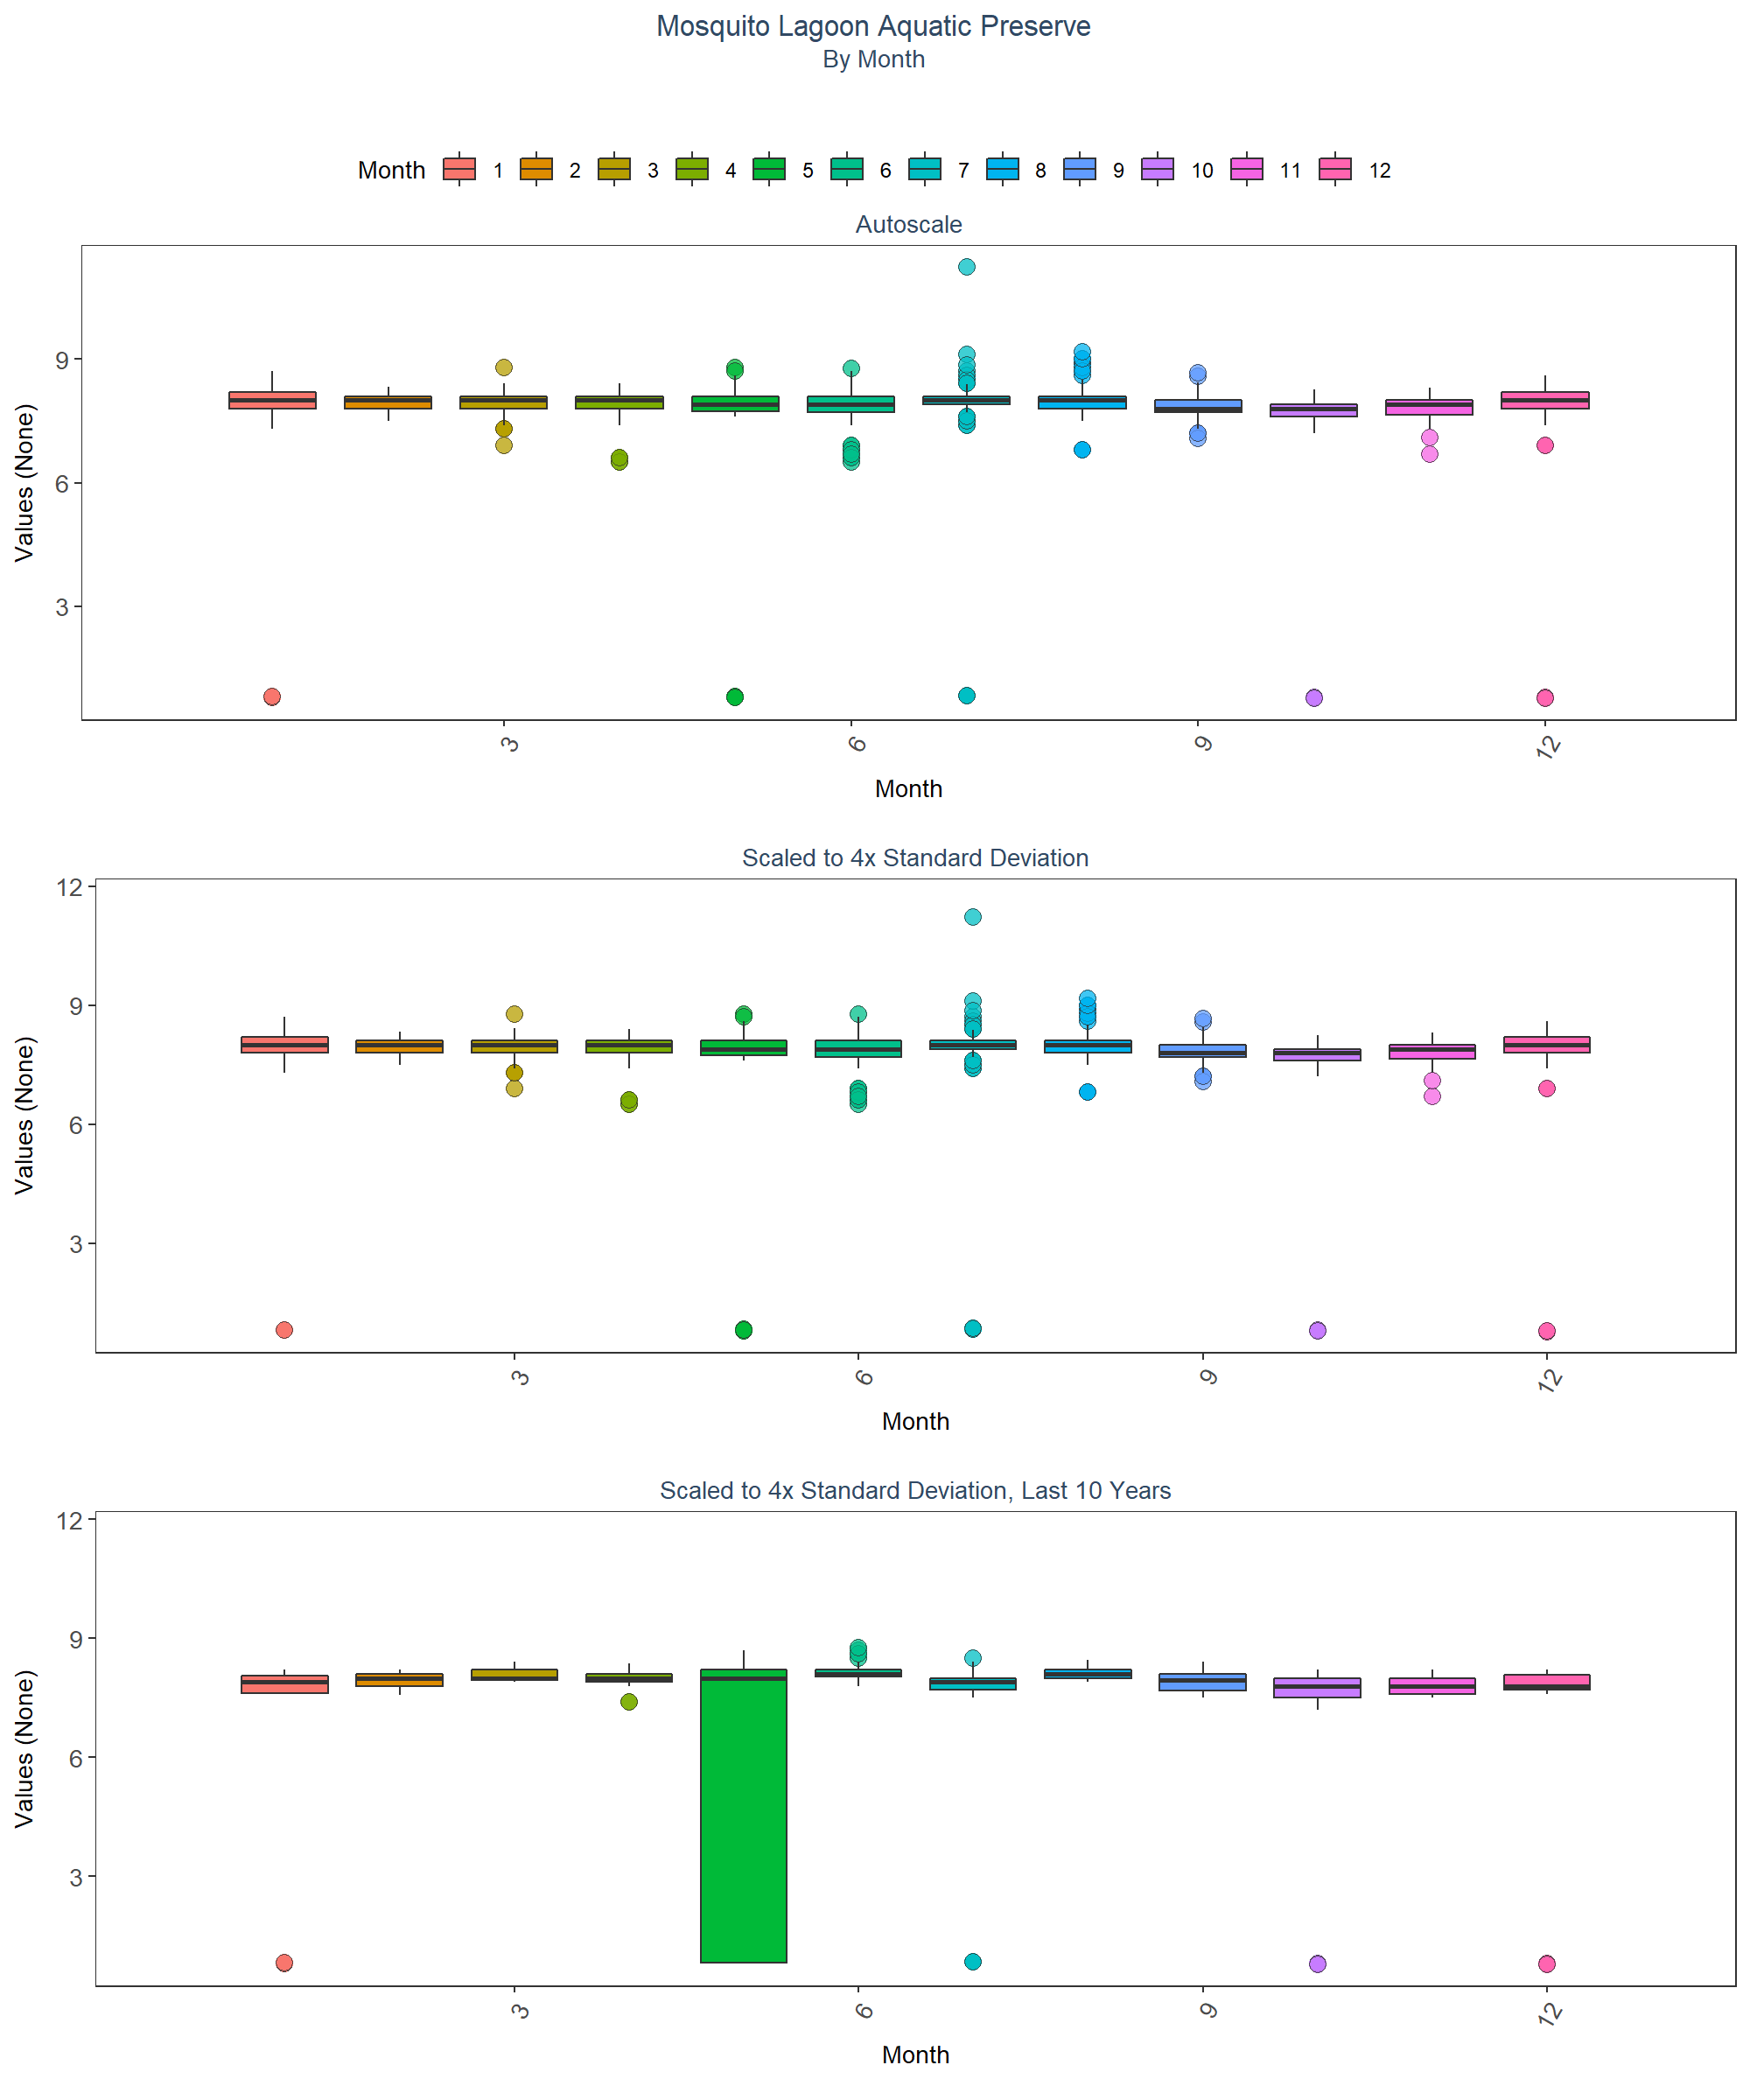 Mosquito Lagoon Aquatic Preserve
By Month
Month 1 2 3 4 5 6 7 8 9 10 11 12
Autoscale
Values (None)
9
6
3
3 6 9 12
Month
Scaled to 4x Standard Deviation
Values (None)
12
9
6
3
3 6 9 12
Month
Scaled to 4x Standard Deviation, Last 10 Years
Values (None)
12
9
6
3
3 6 9 12
Month